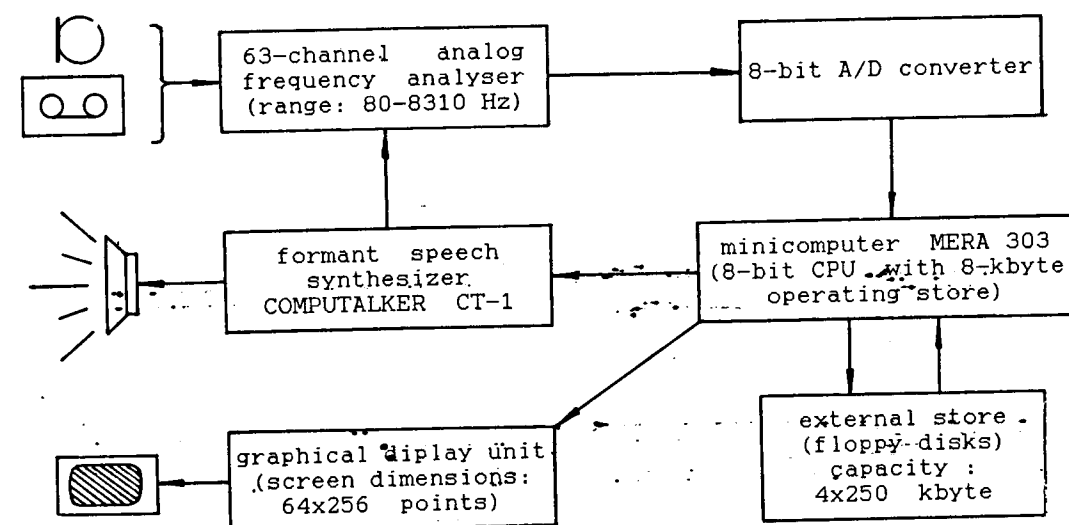 63-channel analog
frequency analyser
(range: 80-8310 Hz)
8-bit A/D converter
formant speech
synthesizer
COMPUTALKER CT-1
minicomputer MERA 303
(8-bit CPU with 8-kbyte
operating store)
graphical diplay unit
(screen dimensions:
64x256 points)
external store
(floppy disks)
capacity :
4x250 kbyte